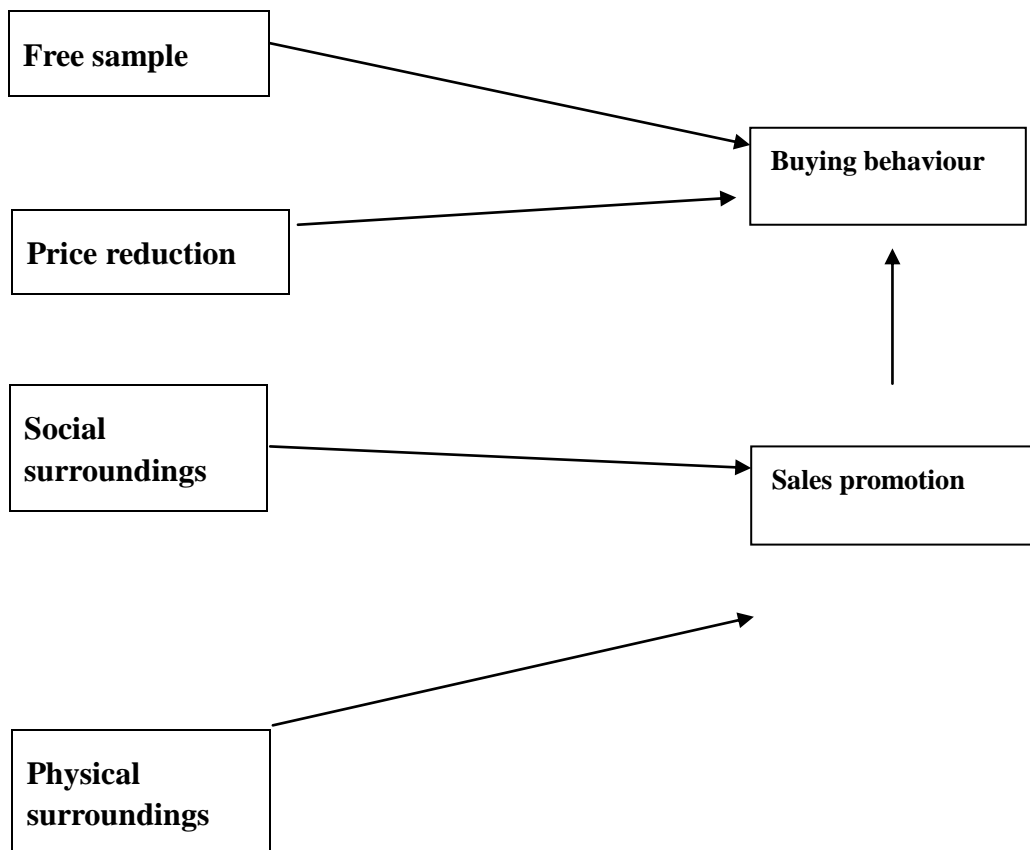 Free sample
Buying behaviour
Price reduction
Social
surroundings
Sales promotion
Physical
surroundings